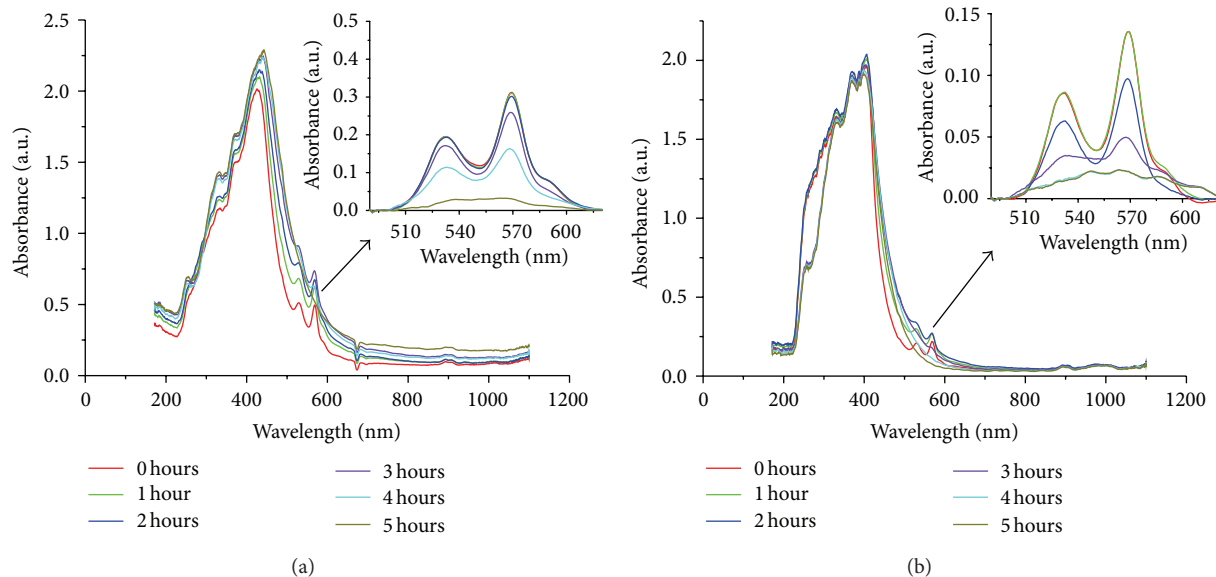 2.5
2.0
1.5
1.0
0.5
0.0
Absorbance (a.u.)
0 200 400 600 800 1000 1200
Wavelength (nm)
0.5
0.4
0.3
0.2
0.1
0.0
Absorbance (a.u.)
510 540 570 600
Wavelength (nm)
0 hours
1 hour
2 hours
3 hours
4 hours
5 hours
(a)
2.0
1.5
1.0
0.5
0.0
Absorbance (a.u.)
0 200 400 600 800 1000 1200
Wavelength (nm)
0.15
0.10
0.05
0.00
Absorbance (a.u.)
510 540 570 600
Wavelength (nm)
0 hours
1 hour
2 hours
3 hours
4 hours
5 hours
(b)